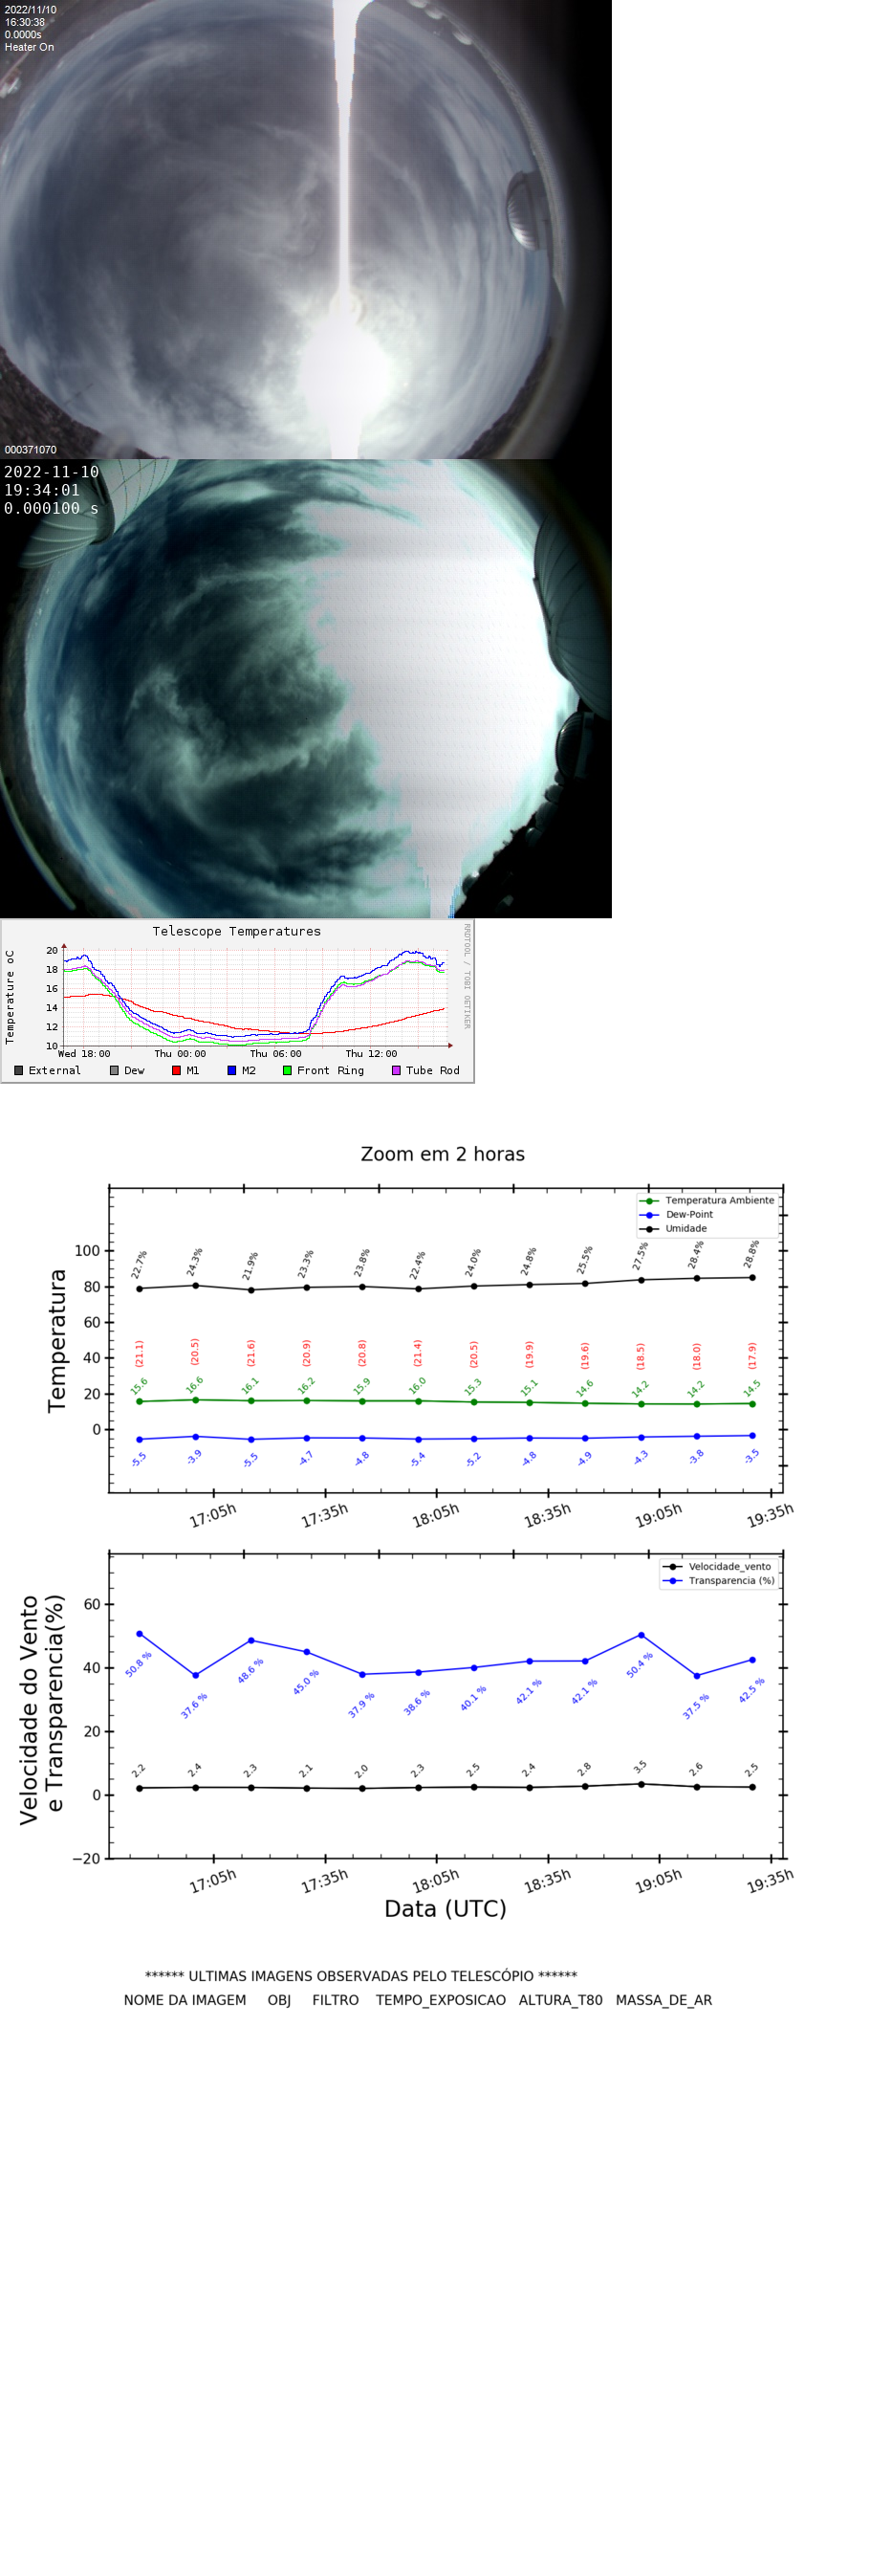 2022/11/10
16:30:38
0.0000s
Heater On
000371070
2022-11-10
19:34:01
0.000100 s
Telescope Temperatures
RRDTOOL / TOBI OETIKER
Temperature oC
20
18
16
14
12
10
Wed 18:00 Thu 00:00 Thu 06:00 Thu 12:00
External Dew M1 M2 Front Ring Tube Rod
Zoom em 2 horas
Temperatura Ambiente
Dew-Point
Umidade
Temperatura
100
80
60
40
20
0
22.7% 24.3% 21.9% 23.3% 23.8% 22.4% 24.0% 24.8% 25.5% 27.5% 28.4% 28.8%
(21.1) (20.5) (21.6) (20.9) (20.8) (21.4) (20.5) (19.9) (19.6) (18.5) (18.0) (17.9)
15.6 16.6 16.1 16.2 15.9 16.0 15.3 15.1 14.6 14.2 14.2 14.5
-5.5 -3.9 -5.5 -4.7 -4.8 -5.4 -5.2 -4.8 -4.9 -4.3 -3.8 -3.5
17:05h 17:35h 18:05h 18:35h 19:05h 19:35h
Velocidade_vento
Transparencia (%)
Velocidade do Vento
e Transparencia(%)
60
40
20
0
−20
50.8 % 37.6 % 48.6 % 45.0 % 37.9 % 38.6 % 40.1 % 42.1 % 42.1 % 50.4 % 37.5 % 42.5 %
2.2 2.4 2.3 2.1 2.0 2.3 2.5 2.4 2.8 3.5 2.6 2.5
17:05h 17:35h 18:05h 18:35h 19:05h 19:35h
Data (UTC)
****** ULTIMAS IMAGENS OBSERVADAS PELO TELESCÓPIO ******
NOME DA IMAGEM OBJ FILTRO TEMPO_EXPOSICAO ALTURA_T80 MASSA_DE_AR